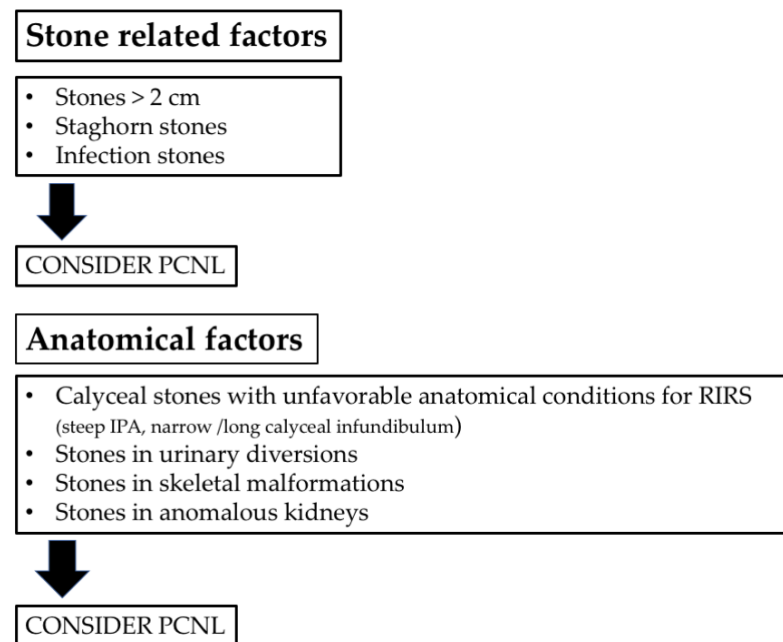 Stone related factors
• Stones > 2 cm
• Staghorn stones
• Infection stones
CONSIDER PCNL
Anatomical factors
• Calyceal stones with unfavorable anatomical conditions for RIRS
(steep IPA, narrow /long calyceal infundibulum)
• Stones in urinary diversions
• Stones in skeletal malformations
• Stones in anomalous kidneys
CONSIDER PCNL